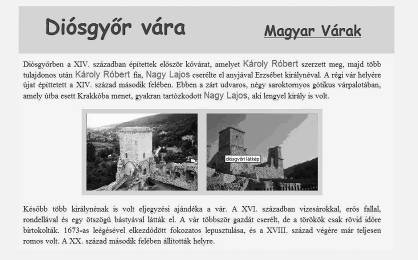 Diósgyőr vára
Magyar Várak
Diósgyőrben a XIV. században építettek először kővárat, amelyet Károly Róbert szerzett meg, majd több
tulajdonos után Károly Róbert fia, Nagy Lajos cserélte el anyjával Erzsébet királynéval. A régi vár helyére
újat építtetett a XIV. század második felében. Ebben a zárt udvaros, négy saroktornyos gótikus várpalotában,
amely útba esett Krakkóba menet, gyakran tartózkodott Nagy Lajos, aki lengyel király is volt.
diósgyőri látkép
Később több királynénak is volt eljegyzési ajándéka a vár. A XVI. században vizesárokkal, erős fallal,
rondellával és egy ötszögű bástyával látták el. A vár többször gazdát cserélt, de a törökök csak rövid időre
bírtokolták. 1673-as leégésével elkezdődött fokozatos lepusztulása, és a XVIII. század végére már teljesen
romos volt. A XX. század második felében állították helyre.